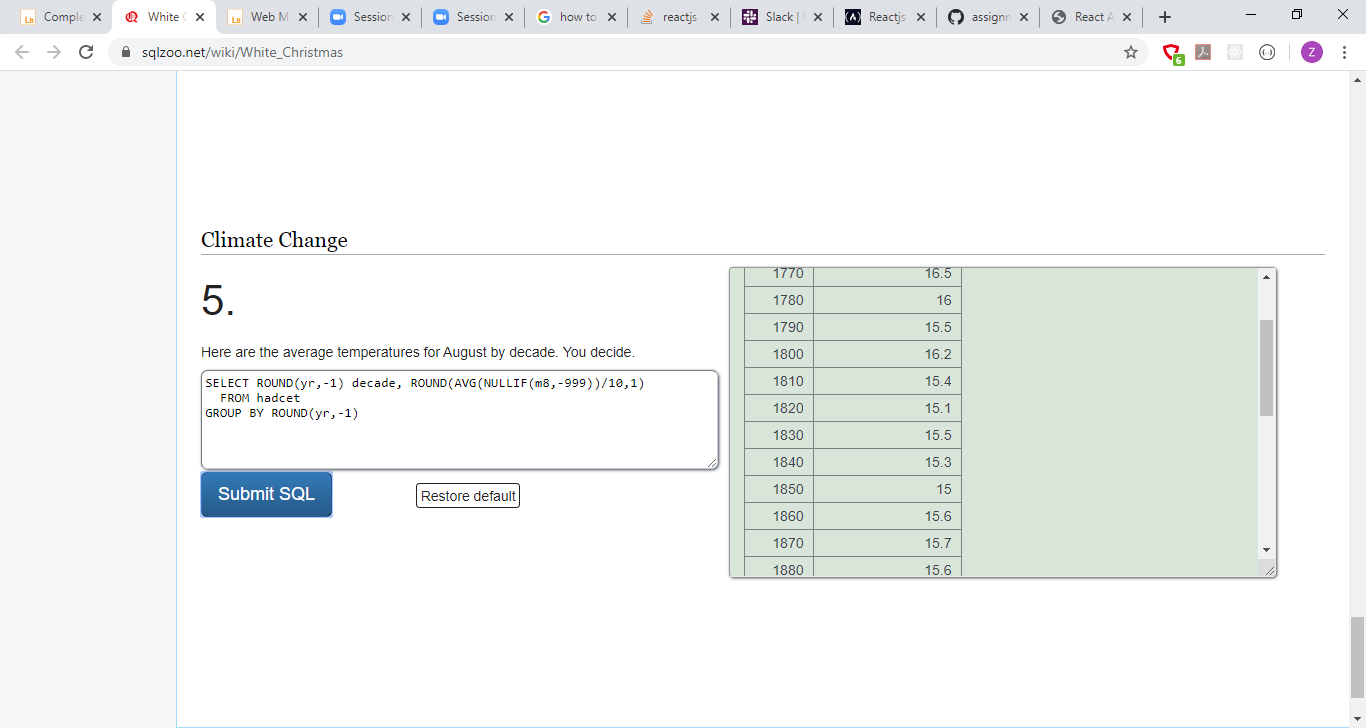 Comple
White C
Web M
Session
Session
how to
reactjs
Slack |
Reactjs
assignm
React A
sqlzoo.net/wiki/White_Christmas
6
Z
Climate Change
5.
Here are the average temperatures for August by decade. You decide.
SELECT ROUND(yr,-1) decade, ROUND(AVG(NULLIF(m8,-999))/10,1)
FROM hadcet
GROUP BY ROUND(yr,-1)
Submit SQL
Restore default
1770 16.5
1780 16
1790 15.5
1800 16.2
1810 15.4
1820 15.1
1830 15.5
1840 15.3
1850 15
1860 15.6
1870 15.7
1880 15.6